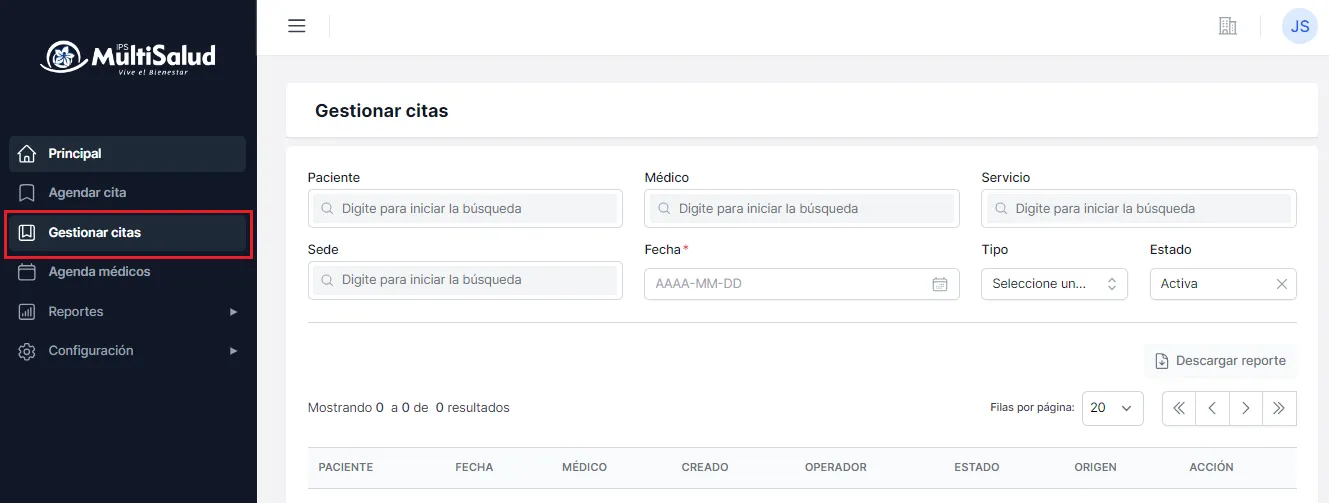 IPS
MultiSalud
Vive el Bienestar
JS
Gestionar citas
Principal
Agendar cita
Gestionar citas
Agenda médicos
Reportes
Configuración
Paciente Médico Servicio
Digite para iniciar la búsqueda Digite para iniciar la búsqueda Digite para iniciar la búsqueda
Sede Fecha* Tipo Estado
Digite para iniciar la búsqueda AAAA-MM-DD Seleccione un... Activa
Descargar reporte
Mostrando 0 a 0 de 0 resultados Filas por página: 20
PACIENTE FECHA MÉDICO CREADO OPERADOR ESTADO ORIGEN ACCIÓN